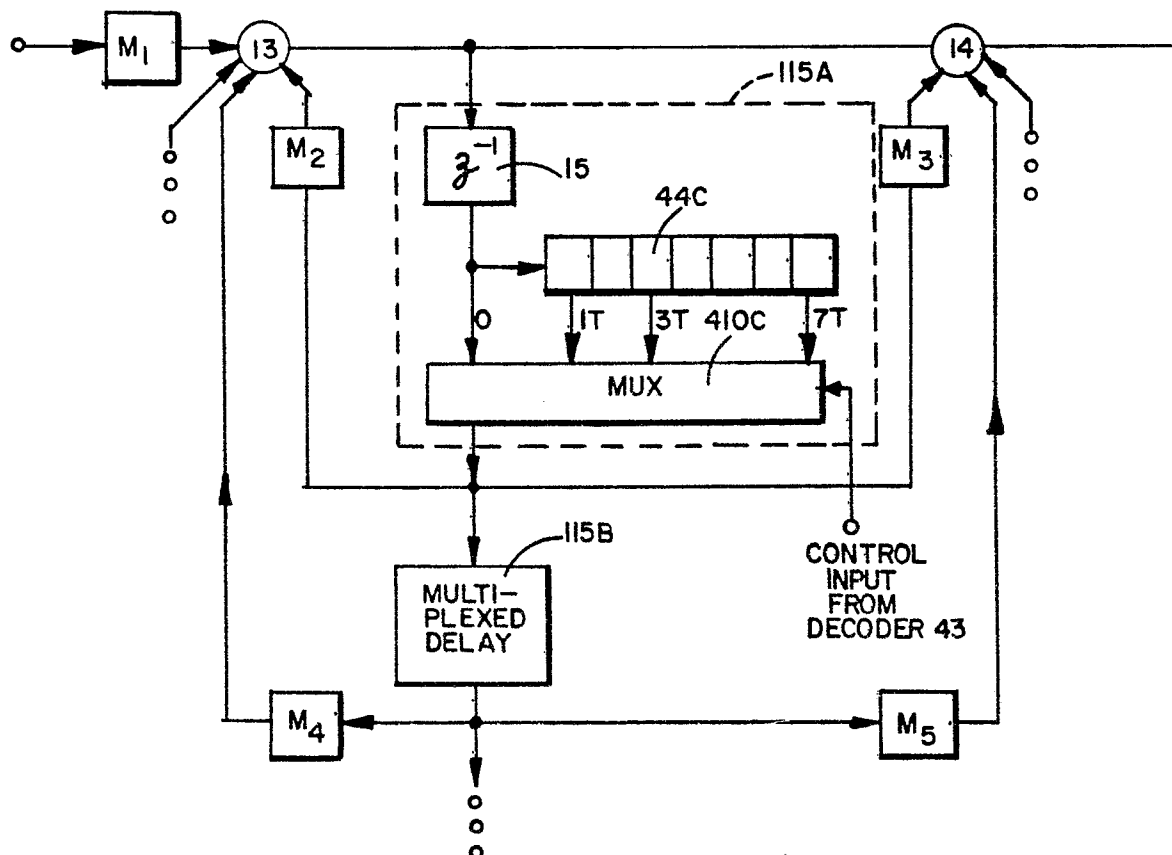 M1
13
14
115A
M2
z-1
15
M3
44C
0
1T
3T
410C
7T
MUX
115B
MULTI-
PLEXED
DELAY
CONTROL
INPUT
FROM
DECODER 43
M4
M5